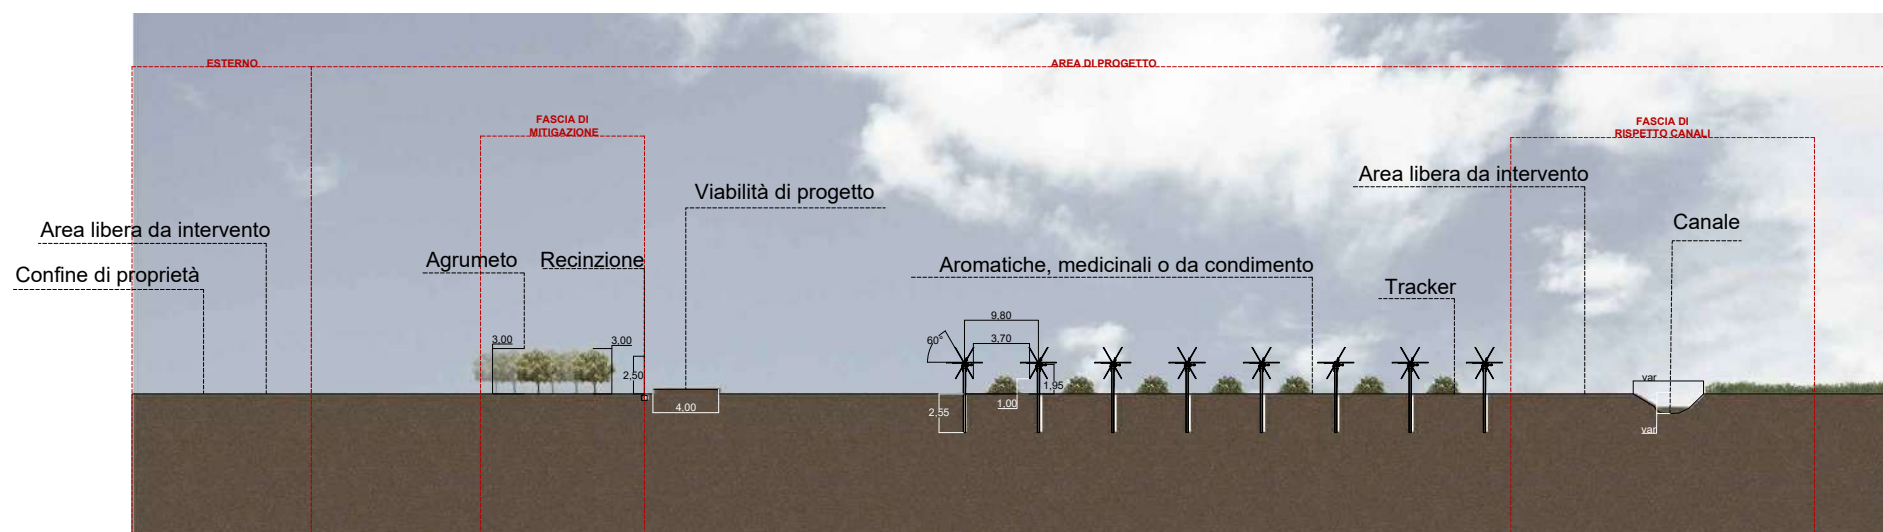 ESTERNO
AREA DI PROGETTO
FASCIA DI
MITIGAZIONE
FASCIA DI
RISPETTO CANALI
Area libera da intervento
Viabilità di progetto
Canale
Area libera da intervento
Agrumeto
Recinzione
Aromatiche, medicinali o da condimento
Confine di proprietà
Tracker
9,80
60°
3,70
3,00
3,00
2,50
1,95
var
4,00
2,55
1,00
var